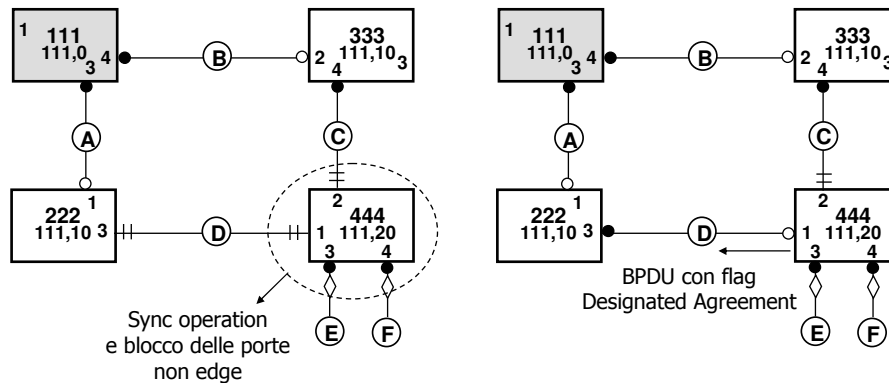 1 111
111,0
3 4
B
333
2 111,10 3
4
A
C
222 1
111,10 3
D
2
444
1 111,20
3 4
E F
Sync operation
e blocco delle porte
non edge
1 111
111,0
3 4
B
333
2 111,10 3
4
A
C
222 1
111,10 3
D
2
444
1 111,20
3 4
E F
BPDU con flag
Designated Agreement